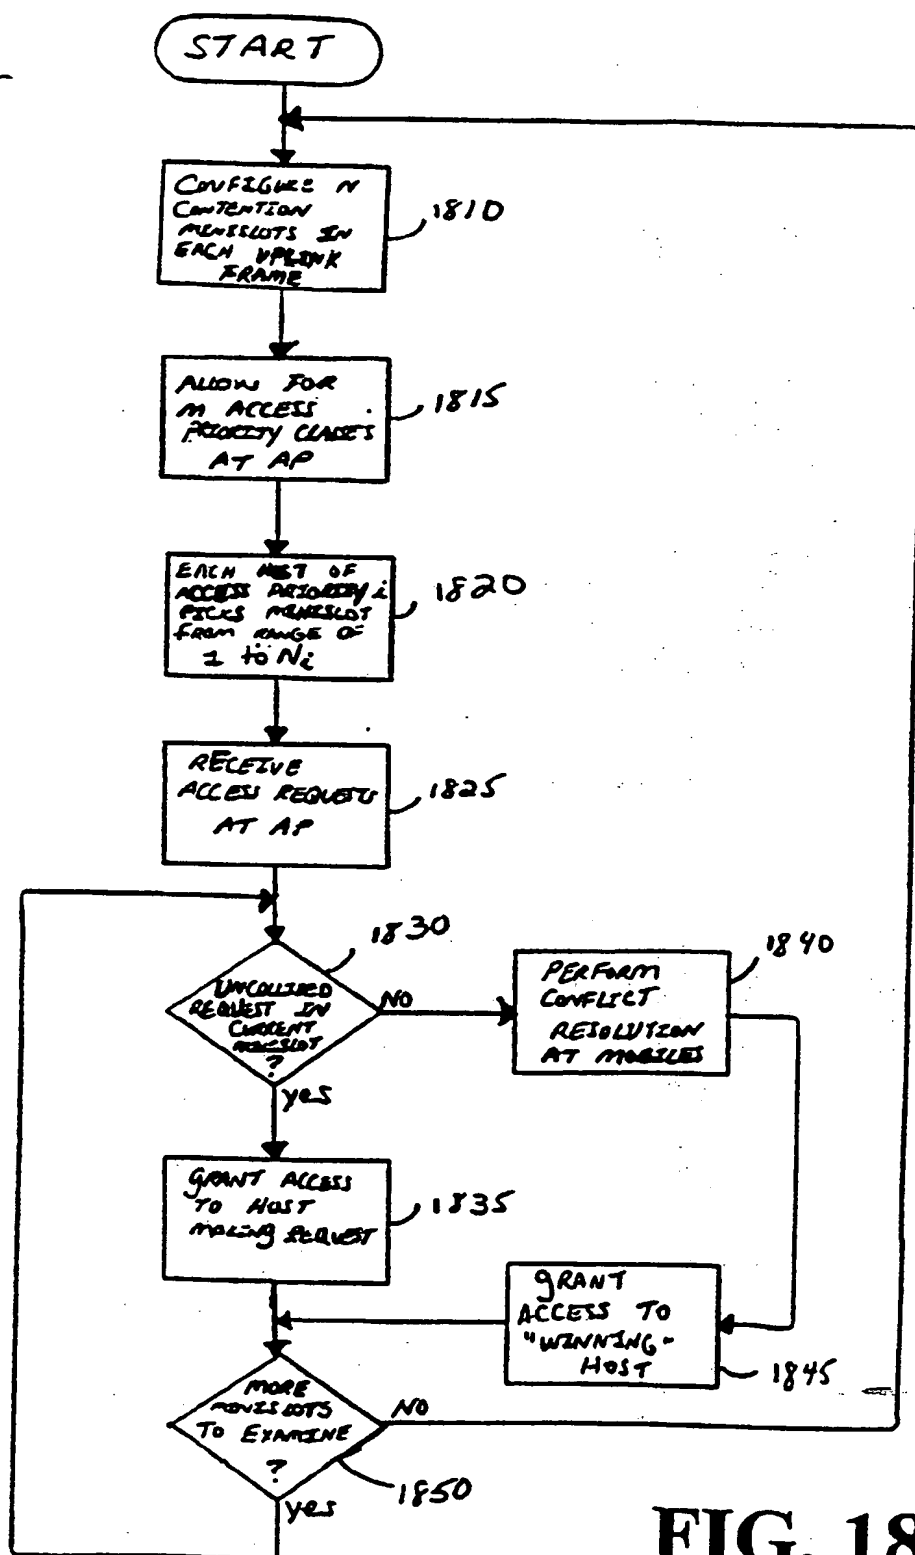 START
CONFIGURE N
CONTENTION
MINISLOTS IN
EACH UPLINK
FRAME
1810
ALLOW FOR
M ACCESS
PRIORITY CLASSES
AT AP
1815
EACH HOST OF
ACCESS PRIORITY i
PICKS MINISLOT
FROM RANGE OF
1 to Ni
1820
RECEIVE
ACCESS REQUESTS
AT AP
1825
1830
UNCOLLIDED
REQUEST IN
CURRENT
MINISLOT
?
NO
yes
PERFORM
CONFLICT
RESOLUTION
AT MOBILES
1840
GRANT ACCESS
TO HOST
MAKING REQUEST
1835
GRANT
ACCESS TO
"WINNING"
HOST
1845
MORE
MINISLOTS
TO EXAMINE
?
NO
1850
yes
FIG. 18